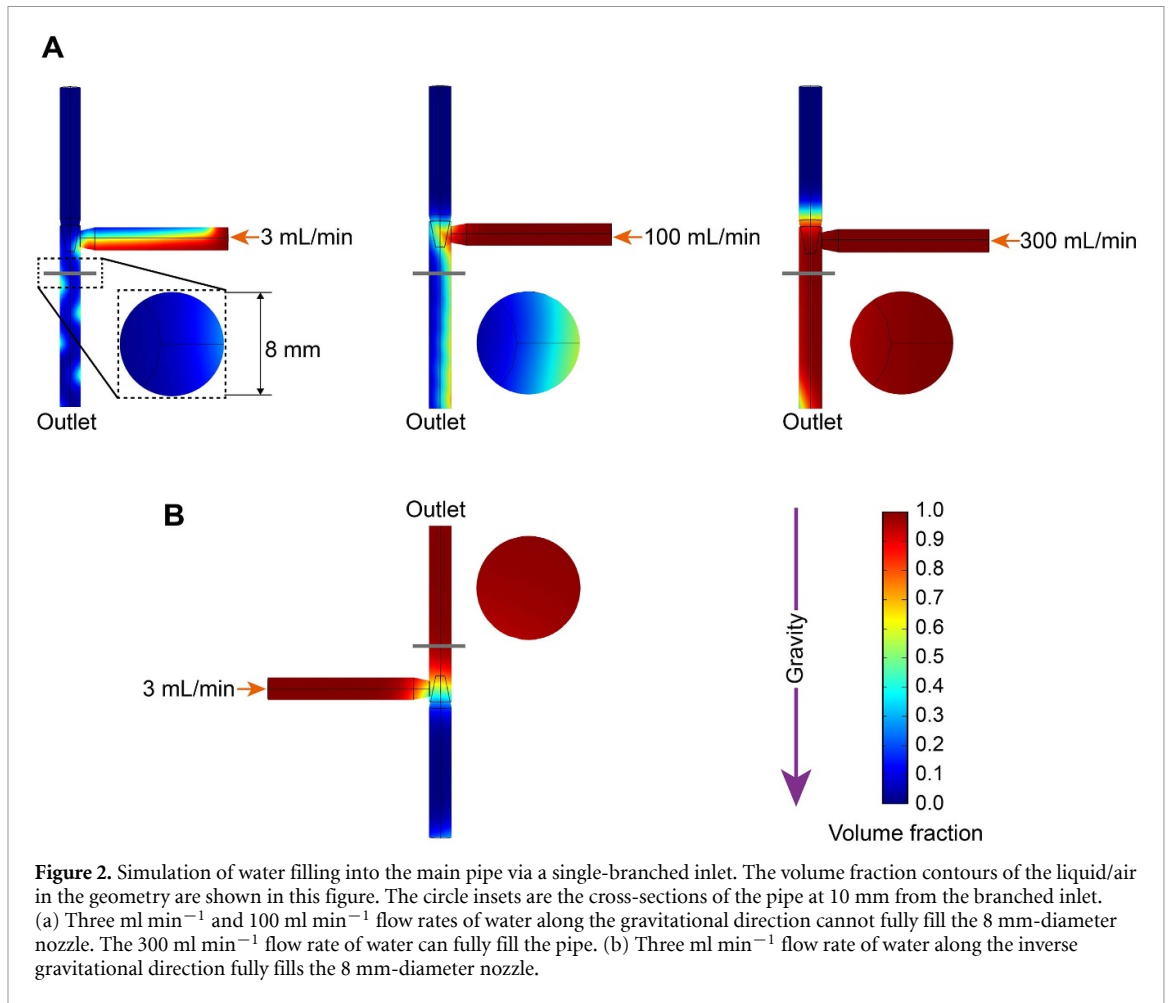 A
3 mL/min
100 mL/min
300 mL/min
8 mm
Outlet
Outlet
Outlet
B
Outlet
3 mL/min
Gravity
1.0
0.9
0.8
0.7
0.6
0.5
0.4
0.3
0.2
0.1
0.0
Volume fraction
Figure 2. Simulation of water filling into the main pipe via a single-branched inlet. The volume fraction contours of the liquid/air
in the geometry are shown in this figure. The circle insets are the cross-sections of the pipe at 10 mm from the branched inlet.
(a) Three ml min⁻¹ and 100 ml min⁻¹ flow rates of water along the gravitational direction cannot fully fill the 8 mm-diameter
nozzle. The 300 ml min⁻¹ flow rate of water can fully fill the pipe. (b) Three ml min⁻¹ flow rate of water along the inverse
gravitational direction fully fills the 8 mm-diameter nozzle.